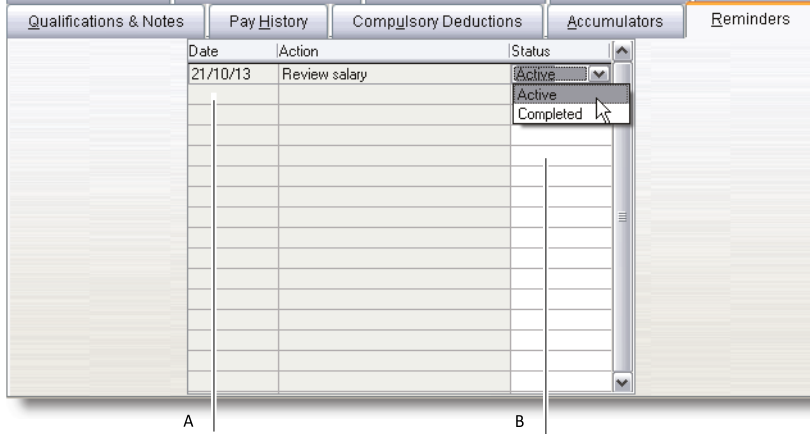 Qualifications & Notes Pay History Compulsory Deductions Accumulators Reminders
Date Action Status
21/10/13 Review salary Active
Active
Completed
A B